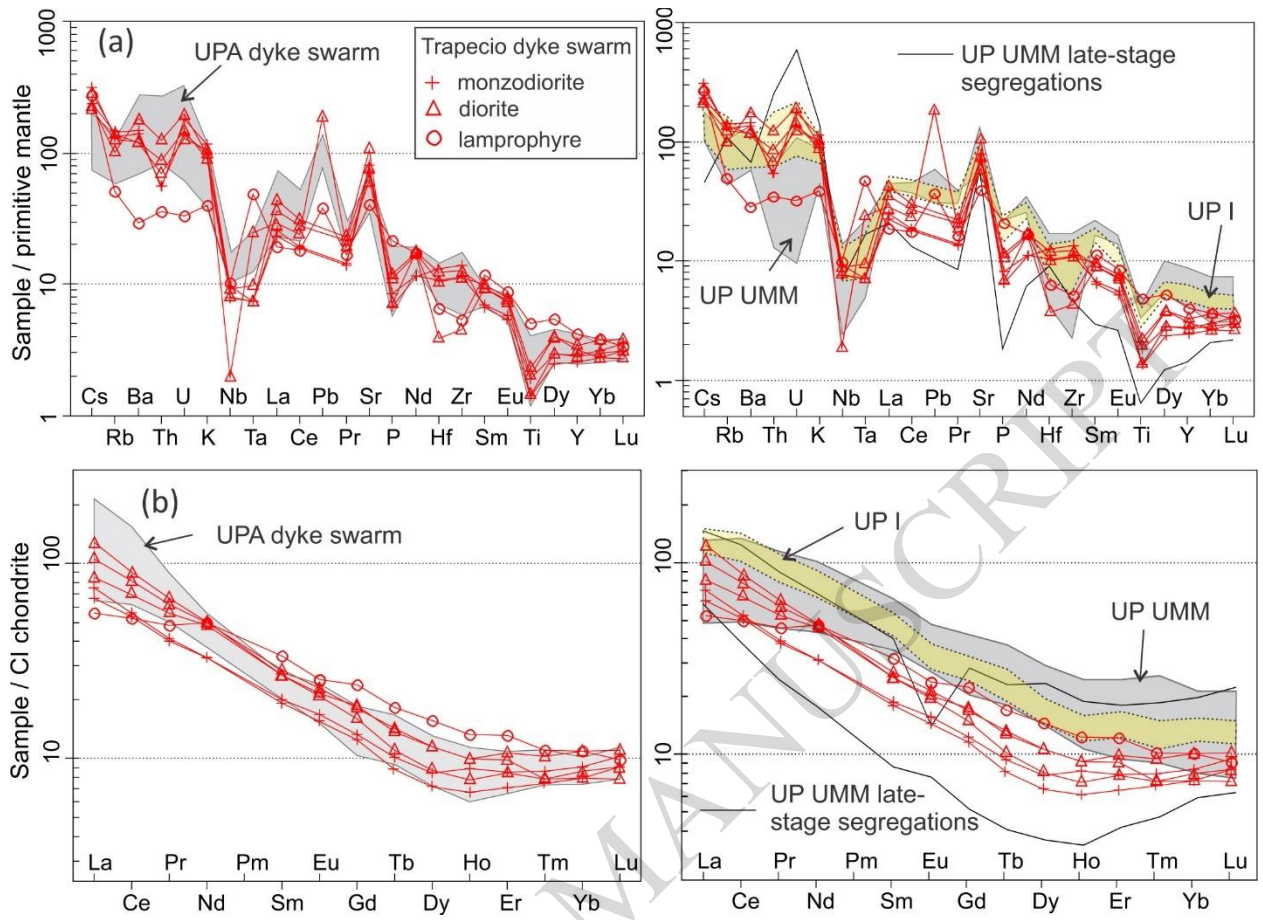 (a)
UPA dyke swarm
Trapecio dyke swarm
monzodiorite
diorite
lamprophyre
Sample / primitive mantle
1000
100
10
1
Cs Ba Th U Nb La Pb Sr Nd Zr Eu Dy Yb
Rb Th K Ta Ce Pr P Hf Sm Ti Y Lu
UP UMM late-stage
segregations
UP UMM
UP I
1000
100
10
1
Cs Ba U Nb La Pb Sr Nd Zr Eu Dy Yb
Rb Th K Ta Ce Pr P Hf Sm Ti Y Lu
(b)
UPA dyke swarm
Sample / CI chondrite
100
10
La Pr Pm Eu Tb Ho Tm Lu
Ce Nd Sm Gd Dy Er Yb
UP I
UP UMM
UP UMM late-
stage segregations
100
10
La Pr Pm Eu Tb Ho Tm Lu
Ce Nd Sm Gd Dy Er Yb
MANUSCRIPT